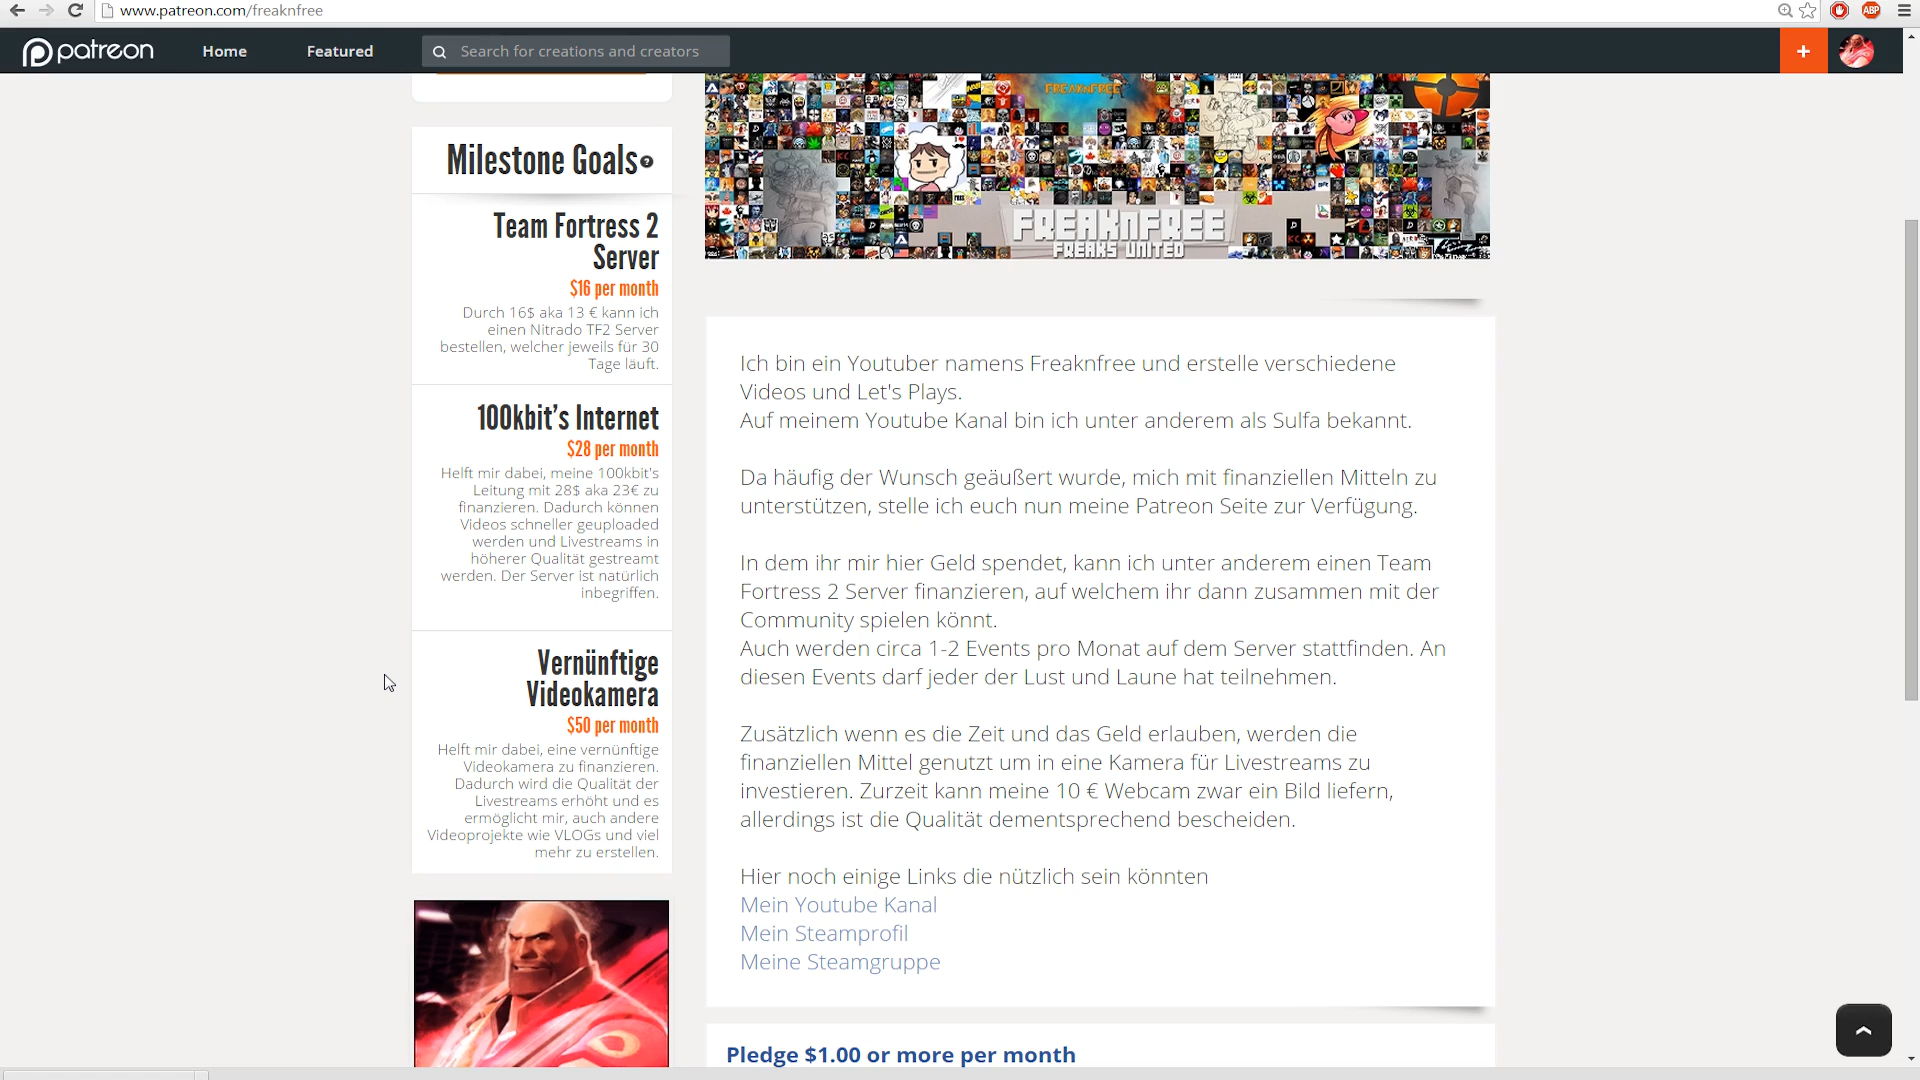 www.patreon.com/freaknfree
patreon
Home
Featured
Search for creations and creators
+
ABP
Milestone Goals
Team Fortress 2
Server
$16 per month
Durch 16$ aka 13 € kann ich
einen Nitrado TF2 Server
bestellen, welcher jeweils für 30
Tage läuft.
100kbit's Internet
$28 per month
Helft mir dabei, meine 100kbit's
Leitung mit 28$ aka 23€ zu
finanzieren. Dadurch können
Videos schneller geuploaded
werden und Livestreams in
höherer Qualität gestreamt
werden. Der Server ist natürlich
inbegriffen.
Vernünftige
Videokamera
$50 per month
Helft mir dabei, eine vernünftige
Videokamera zu finanzieren.
Dadurch wird die Qualität der
Livestreams erhöht und es
ermöglicht mir, auch andere
Videoprojekte wie VLOGs und viel
mehr zu erstellen.
FREAKNFREE
FREAKNFREE
FREAKS UNITED
Ich bin ein Youtuber namens Freaknfree und erstelle verschiedene
Videos und Let's Plays.
Auf meinem Youtube Kanal bin ich unter anderem als Sulfa bekannt.
Da häufig der Wunsch geäußert wurde, mich mit finanziellen Mitteln zu
unterstützen, stelle ich euch nun meine Patreon Seite zur Verfügung.
In dem ihr mir hier Geld spendet, kann ich unter anderem einen Team
Fortress 2 Server finanzieren, auf welchem ihr dann zusammen mit der
Community spielen könnt.
Auch werden circa 1-2 Events pro Monat auf dem Server stattfinden. An
diesen Events darf jeder der Lust und Laune hat teilnehmen.
Zusätzlich wenn es die Zeit und das Geld erlauben, werden die
finanziellen Mittel genutzt um in eine Kamera für Livestreams zu
investieren. Zurzeit kann meine 10 € Webcam zwar ein Bild liefern,
allerdings ist die Qualität dementsprechend bescheiden.
Hier noch einige Links die nützlich sein könnten
Mein Youtube Kanal
Mein Steamprofil
Meine Steamgruppe
Pledge $1.00 or more per month